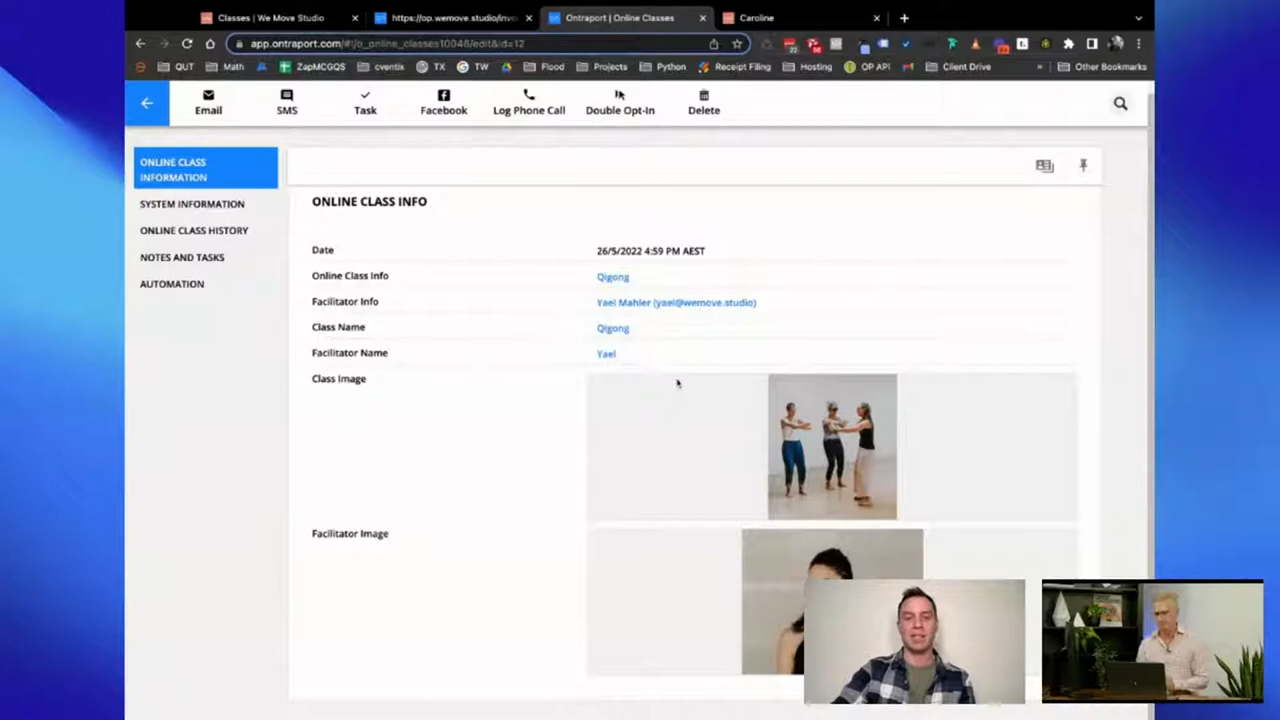 Classes | We Move Studio
https://op.wemove.studio/invo
Ontraport | Online Classes
Caroline
app.ontraport.com/#!/o_online_classes10048/edit&id=12
QUT
Math
ZapMCGQS
cventix
TX
TW
Flood
Projects
Python
Receipt Filing
Hosting
OP API
Client Drive
Other Bookmarks
Email
SMS
Task
Facebook
Log Phone Call
Double Opt-In
Delete
ONLINE CLASS
INFORMATION
SYSTEM INFORMATION
ONLINE CLASS HISTORY
NOTES AND TASKS
AUTOMATION
ONLINE CLASS INFO
Date 26/5/2022 4:59 PM AEST
Online Class Info Qigong
Facilitator Info Yael Mahler (yael@wemove.studio)
Class Name Qigong
Facilitator Name Yael
Class Image
Facilitator Image